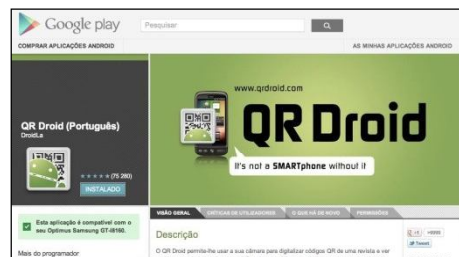 Google play
Pesquisar
COMPRAR APLICAÇÕES ANDROID
AS MINHAS APLICAÇÕES ANDROID
www.qrdroid.com
QR Droid
It's not a SMARTphone without it
QR Droid (Português)
DroidLa
(75 280)
INSTALADO
Esta aplicação é compatível com o
seu Optimus Samsung GT-i8160.
Mais do programador
VISÃO GERAL
CRÍTICAS DE UTILIZADORES
O QUE HÁ DE NOVO
PERMISSÕES
Descrição
O QR Droid permite-lhe usar a sua câmara para digitalizar códigos QR de uma revista e ver
Tweet